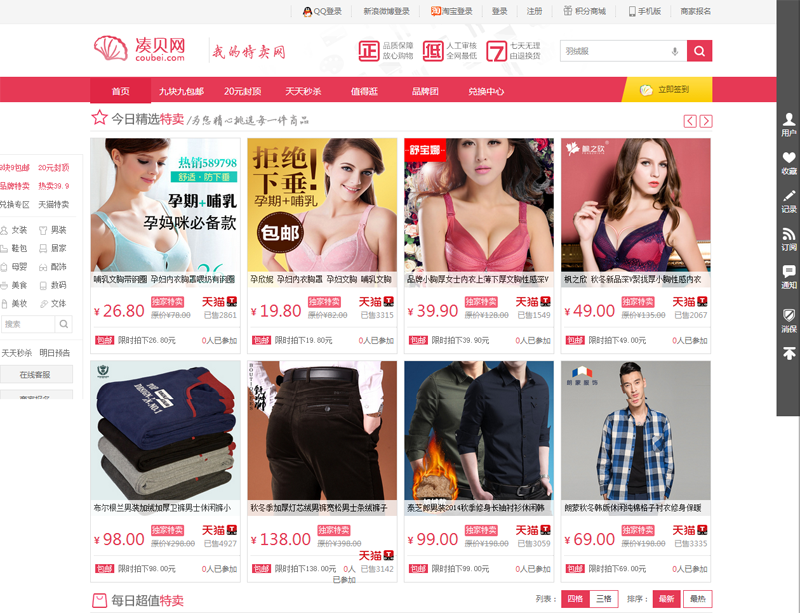 QQ登录 新浪微博登录 淘宝登录 登录 注册 积分商城 手机版 商家报名
凑贝网
coubei.com
我的特卖网
正 品质保障 放心购物
低 人工审核 全网最低
7 七天无理由退换货
羽绒服
首页 九块九包邮 20元封顶 天天秒杀 值得逛 品牌团 兑换中心
立即签到
今日精选特卖 /为您精心挑选每一件商品
9块9包邮 20元封顶
品牌特卖 热卖39.9
兑换专区 天猫特卖
女装 男装
鞋包 居家
母婴 配饰
美食 数码
美妆 文体
搜索
天天秒杀 明日预告
在线客服
商家报名
用户
收藏
记录
订阅
通知
消保
热销589798
舒适·防下垂
孕期+哺乳
孕妈咪必备款
哺乳文胸带钢圈 孕妇内衣胸罩喂奶有钢圈
¥ 26.80 独家特卖 原价¥78.00 天猫 已售2861
包邮 限时拍下26.80元 0人已参加
拒绝
下垂!
孕期+哺乳
包邮
孕欣妮 孕妇内衣胸罩 孕妇文胸 哺乳文胸
¥ 19.80 独家特卖 原价¥82.00 天猫 已售3315
包邮 限时拍下19.80元 0人已参加
舒宝娜
品牌小胸厚女士内衣上薄下厚文胸性感深V
¥ 39.90 独家特卖 原价¥128.00 天猫 已售1549
包邮 限时拍下39.90元 0人已参加
帆之欣
帆之欣 秋冬新品深V聚拢厚小胸性感内衣
¥ 49.00 独家特卖 原价¥135.00 天猫 已售2067
包邮 限时拍下49.00元 0人已参加
布尔根兰男装加绒加厚卫裤男士休闲裤小
¥ 98.00 独家特卖 原价¥298.00 天猫 已售4927
包邮 限时拍下98.00元 0人已参加
秋冬季加厚灯芯绒男裤宽松男士条绒裤子
¥ 138.00 独家特卖 原价¥398.00
天猫 已售3142
包邮 限时拍下138.00元 0人已参加
秦芝郎男装2014秋季修身长袖衬衫休闲韩
¥ 99.00 独家特卖 原价¥198.00 天猫 已售3059
包邮 限时拍下99.00元 0人已参加
朗蒙服饰
朗蒙秋冬韩版休闲纯棉格子衬衣修身保暖
¥ 69.00 独家特卖 原价¥198.00 天猫 已售3335
包邮 限时拍下69.00元 0人已参加
每日超值特卖
列表: 四格 三格 排序: 最新 最热